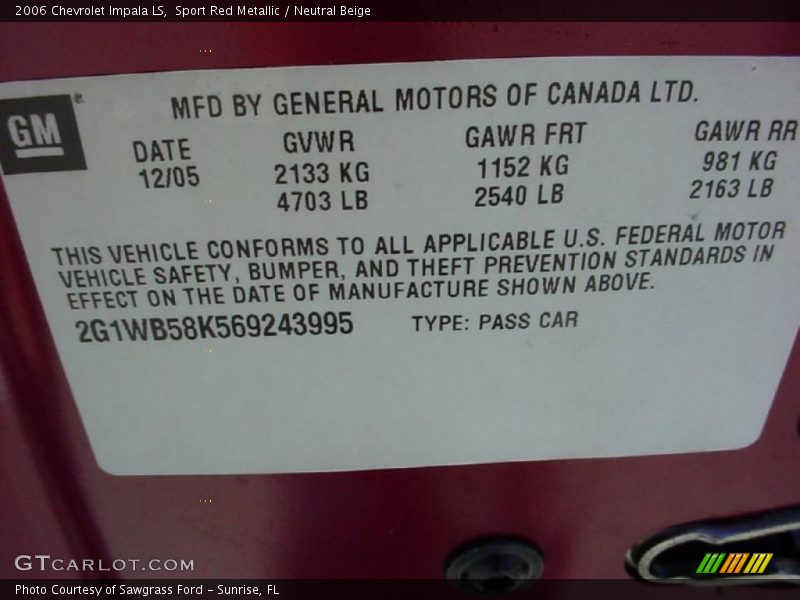 2006 Chevrolet Impala LS,  Sport Red Metallic / Neutral Beige
GM®
MFD BY GENERAL MOTORS OF CANADA LTD.
DATE GVWR GAWR FRT GAWR RR
12/05 2133 KG 1152 KG 981 KG
4703 LB 2540 LB 2163 LB
THIS VEHICLE CONFORMS TO ALL APPLICABLE U.S. FEDERAL MOTOR
VEHICLE SAFETY, BUMPER, AND THEFT PREVENTION STANDARDS IN
EFFECT ON THE DATE OF MANUFACTURE SHOWN ABOVE.
2G1WB58K569243995 TYPE: PASS CAR
GTCARLOT.COM
Photo Courtesy of Sawgrass Ford - Sunrise, FL